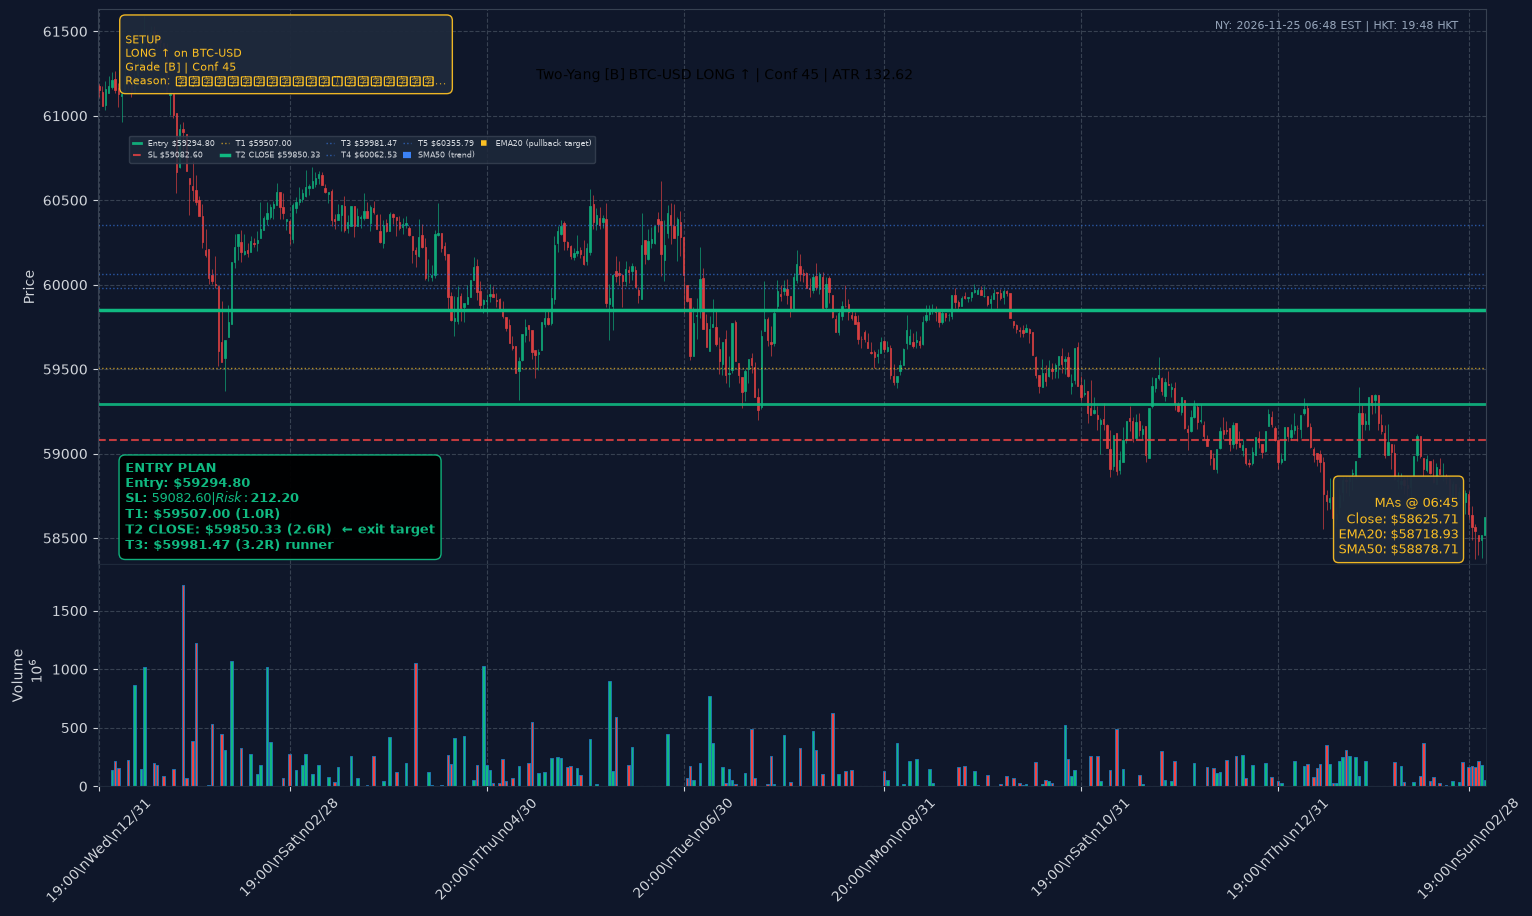 NY: 2026-11-25 06:48 EST | HKT: 19:48 HKT
SETUP
LONG ↑ on BTC-USD
Grade [B] | Conf 45
Reason:
Two-Yang [B] BTC-USD LONG ↑ | Conf 45 | ATR 132.62
Entry $59294.80
SL $59082.60
T1 $59507.00
T2 CLOSE $59850.33
T3 $59981.47
T4 $60062.53
T5 $60355.79
SMA50 (trend)
EMA20 (pullback target)
Price
61500
61000
60500
60000
59500
59000
58500
ENTRY PLAN
Entry: $59294.80
SL: 59082.60|Risk:212.20
T1: $59507.00 (1.0R)
T2 CLOSE: $59850.33 (2.6R) ← exit target
T3: $59981.47 (3.2R) runner
MAs @ 06:45
Close: $58625.71
EMA20: $58718.93
SMA50: $58878.71
Volume
10⁶
1500
1000
500
0
19:00\nWed\n12/31
19:00\nSat\n02/28
20:00\nThu\n04/30
20:00\nTue\n06/30
20:00\nMon\n08/31
19:00\nSat\n10/31
19:00\nThu\n12/31
19:00\nSun\n02/28